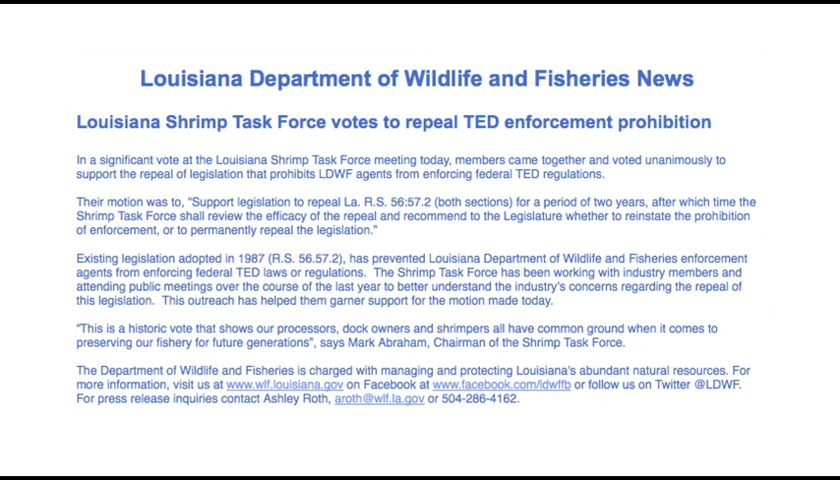 Louisiana Department of Wildlife and Fisheries News
Louisiana Shrimp Task Force votes to repeal TED enforcement prohibition
In a significant vote at the Louisiana Shrimp Task Force meeting today, members came together and voted unanimously to
support the repeal of legislation that prohibits LDWF agents from enforcing federal TED regulations.
Their motion was to, “Support legislation to repeal La. R.S. 56:57.2 (both sections) for a period of two years, after which time the
Shrimp Task Force shall review the efficacy of the repeal and recommend to the Legislature whether to reinstate the prohibition
of enforcement, or to permanently repeal the legislation.”
Existing legislation adopted in 1987 (R.S. 56.57.2), has prevented Louisiana Department of Wildlife and Fisheries enforcement
agents from enforcing federal TED laws or regulations. The Shrimp Task Force has been working with industry members and
attending public meetings over the course of the last year to better understand the industry’s concerns regarding the repeal of
this legislation. This outreach has helped them garner support for the motion made today.
“This is a historic vote that shows our processors, dock owners and shrimpers all have common ground when it comes to
preserving our fishery for future generations”, says Mark Abraham, Chairman of the Shrimp Task Force.
The Department of Wildlife and Fisheries is charged with managing and protecting Louisiana’s abundant natural resources. For
more information, visit us at www.wlf.louisiana.gov on Facebook at www.facebook.com/ldwffb or follow us on Twitter @LDWF.
For press release inquiries contact Ashley Roth, aroth@wlf.la.gov or 504-286-4162.